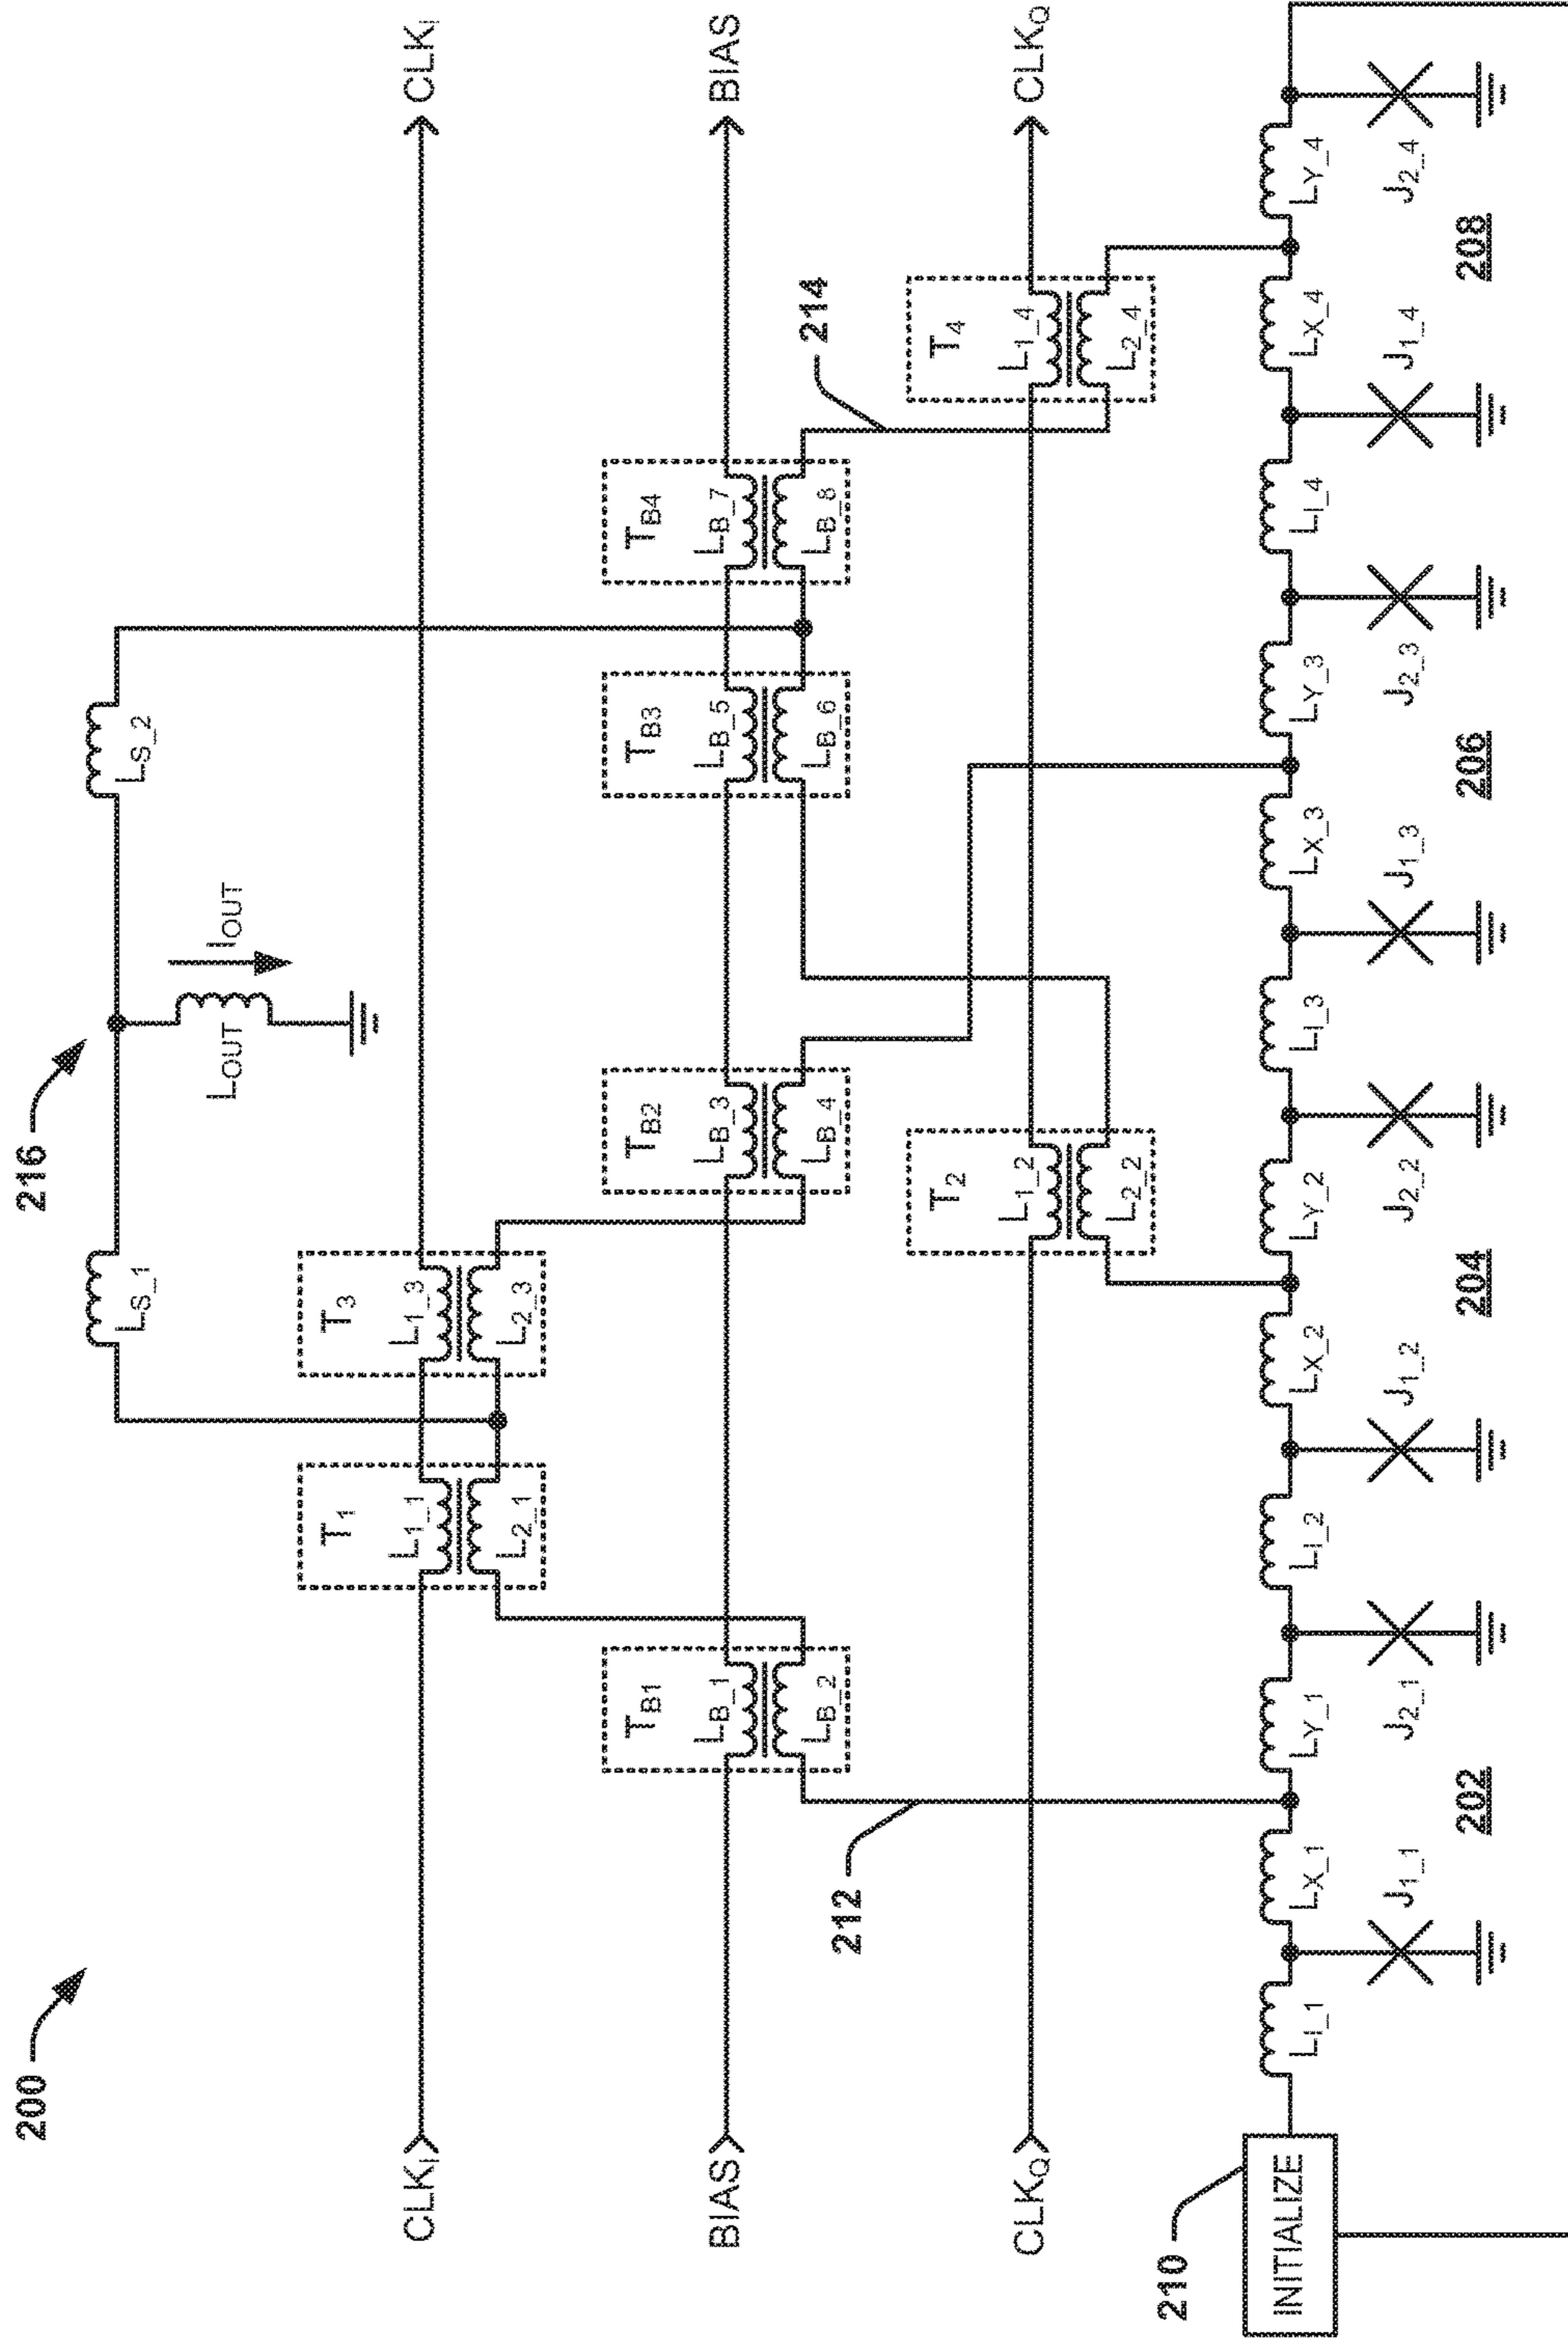 200
216
L_S_1
L_S_2
L_OUT
I_OUT
CLK_I
T_1
L_1_1
L_2_1
T_3
L_1_3
L_2_3
CLK_I
BIAS
T_B1
L_B_1
L_B_2
T_B2
L_B_3
L_B_4
T_B3
L_B_5
L_B_6
T_B4
L_B_7
L_B_8
BIAS
212
214
CLK_Q
T_2
L_1_2
L_2_2
T_4
L_1_4
L_2_4
CLK_Q
210
INITIALIZE
L_I_1
L_X_1
L_Y_1
L_I_2
L_X_2
L_Y_2
L_I_3
L_X_3
L_Y_3
L_I_4
L_X_4
L_Y_4
J_1_1
J_2_1
J_1_2
J_2_2
J_1_3
J_2_3
J_1_4
J_2_4
202
204
206
208